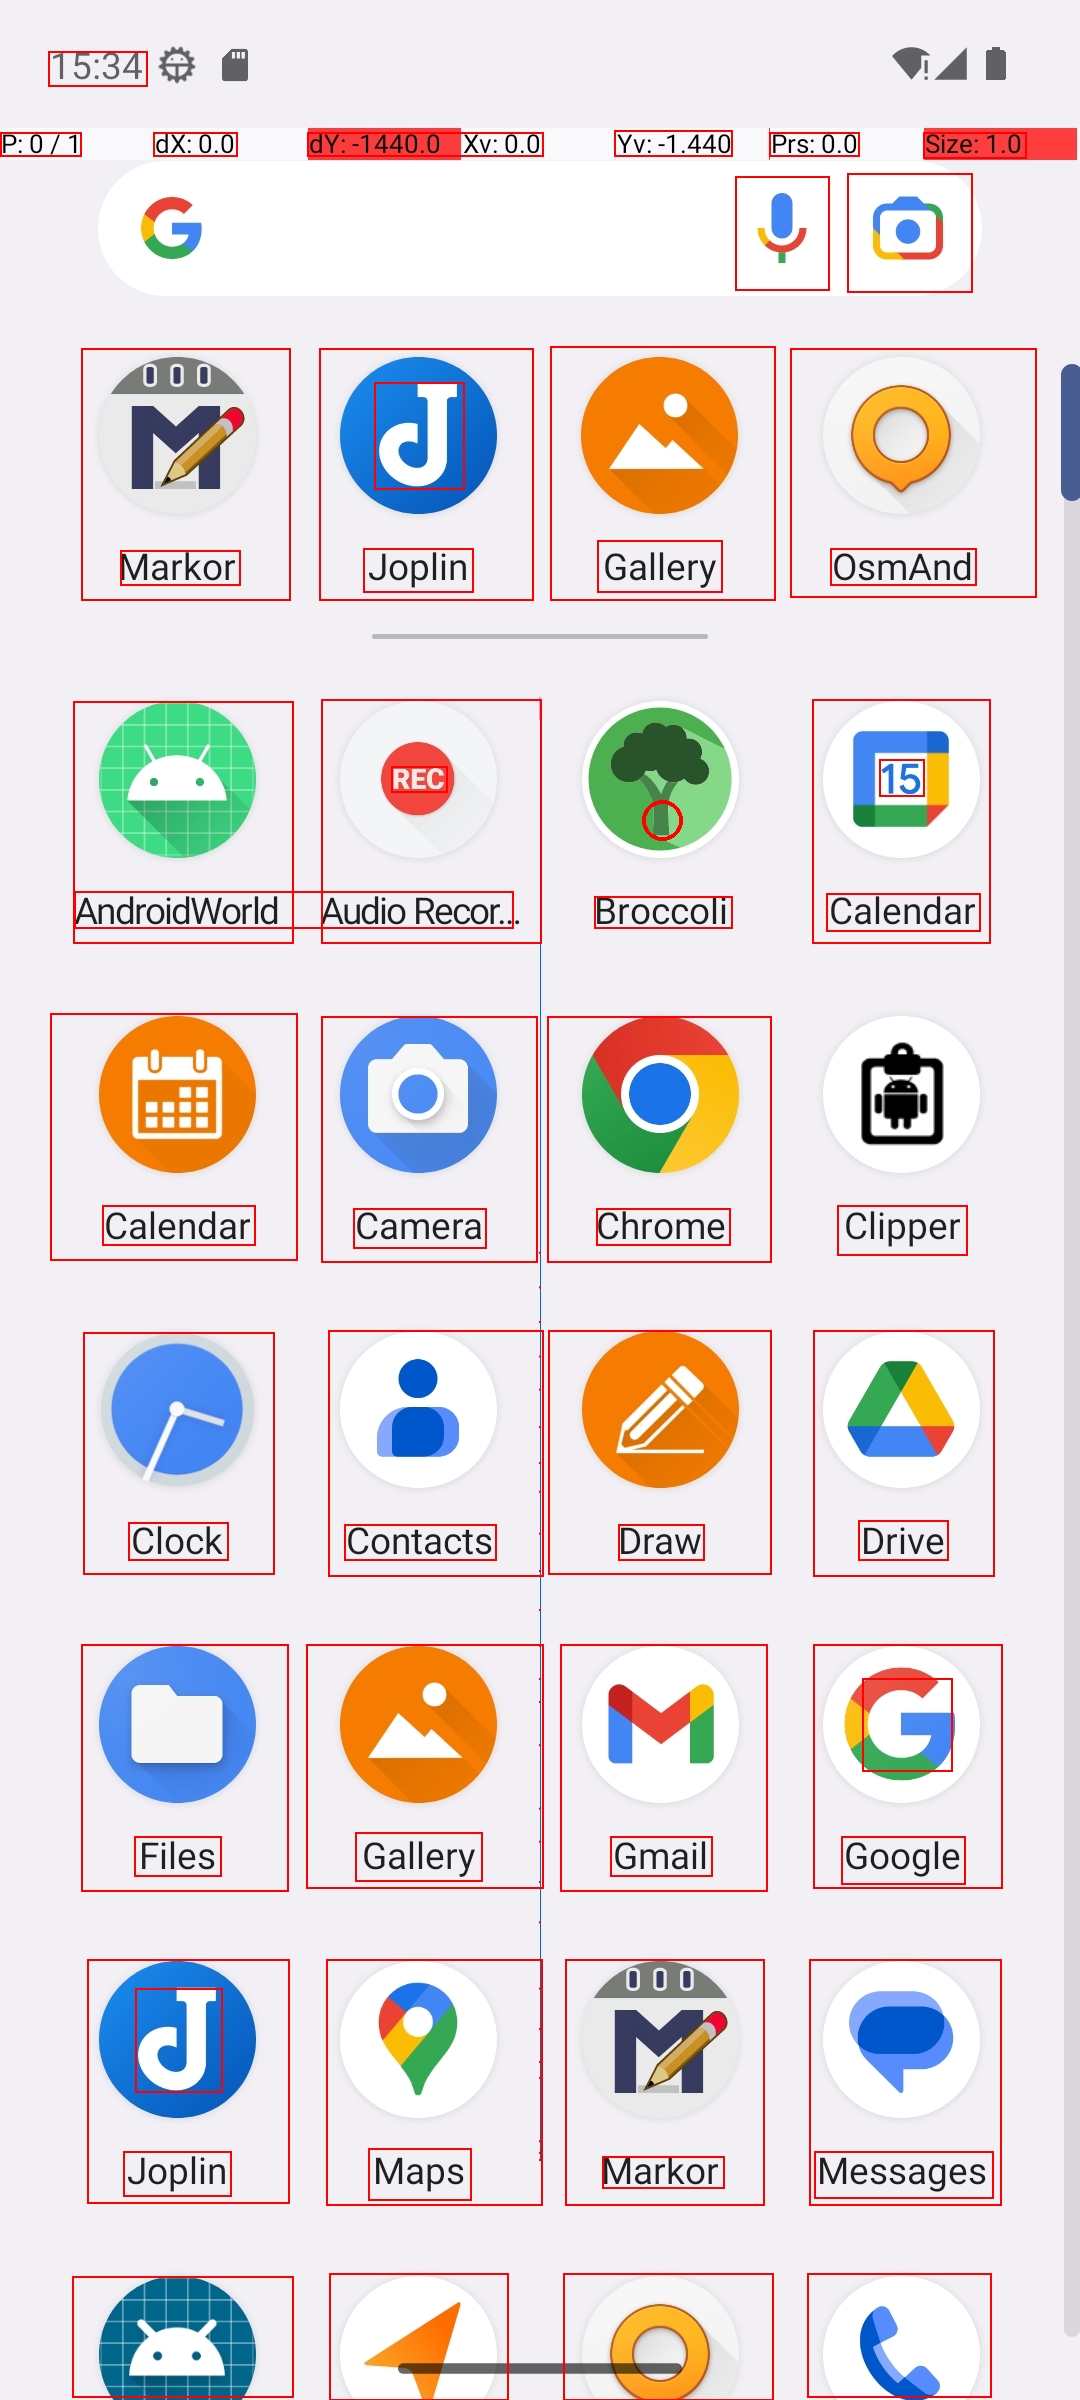 15:34
P: 0 / 1 dX: 0.0 dY: -1440.0 Xv: 0.0 Yv: -1.440 Prs: 0.0 Size: 1.0
Markor Joplin Gallery OsmAnd
REC 15
AndroidWorld Audio Recor... Broccoli Calendar
Calendar Camera Chrome Clipper
Clock Contacts Draw Drive
Files Gallery Gmail Google
Joplin Maps Markor Messages